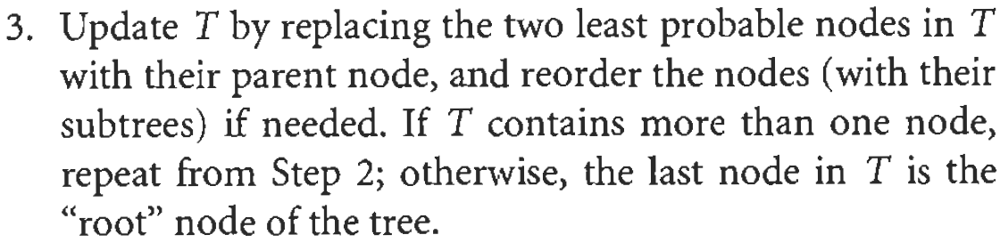 3. Update T by replacing the two least probable nodes in T
with their parent node, and reorder the nodes (with their
subtrees) if needed. If T contains more than one node,
repeat from Step 2; otherwise, the last node in T is the
“root” node of the tree.